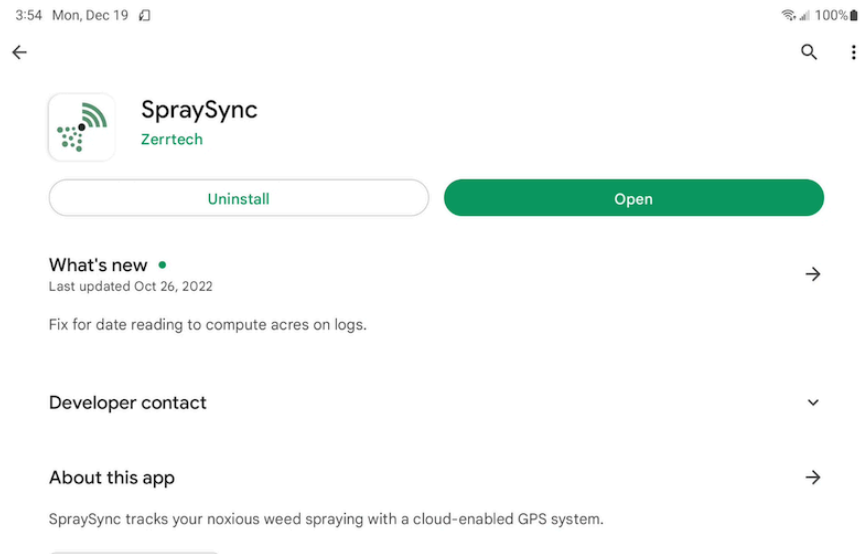 3:54 Mon, Dec 19 100%
SpraySync
Zerrtech
Uninstall Open
What's new
Last updated Oct 26, 2022
Fix for date reading to compute acres on logs.
Developer contact
About this app
SpraySync tracks your noxious weed spraying with a cloud-enabled GPS system.